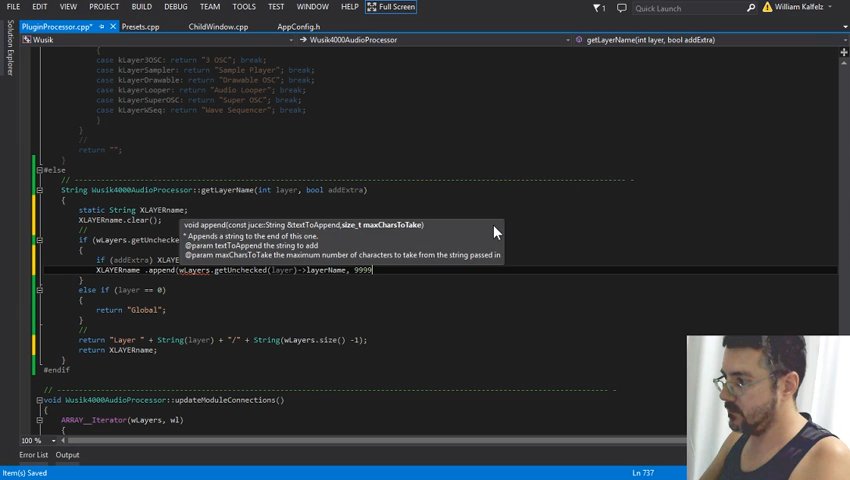 FILE EDIT VIEW PROJECT BUILD DEBUG TEAM TOOLS TEST WINDOW HELP Full Screen 1 Quick Launch William Kalfelz
PluginProcessor.cpp* Presets.cpp ChildWindow.cpp AppConfig.h
Solution Explorer
Wusik Wusik4000AudioProcessor getLayerName(int layer, bool addExtra)
{
case kLayer3OSC: return "3 OSC"; break;
case kLayerSampler: return "Sample Player"; break;
case kLayerDrawable: return "Drawable OSC"; break;
case kLayerLooper: return "Audio Looper"; break;
case kLayerSuperOSC: return "Super OSC"; break;
case kLayerWSeq: return "Wave Sequencer"; break;
}
}
//
return "";
}
#else
// ------------------------------------------------------------ -
String Wusik4000AudioProcessor::getLayerName(int layer, bool addExtra)
{
static String XLAYERname;
XLAYERname.clear();
//
void append(const juce::String &textToAppend,size_t maxCharsToTake)
* Appends a string to the end of this one.
@param textToAppend the string to add
@param maxCharsToTake the maximum number of characters to take from the string passed in
if (wLayers.getUnchecke
{
if (addExtra) XLAYE
XLAYERname .append(wLayers.getUnchecked(layer)->layerName, 9999
}
else if (layer == 0)
{
return "Global";
}
//
return "Layer " + String(layer) + "/" + String(wLayers.size() -1);
return XLAYERname;
}
#endif
// ------------------------------------------------------------ -
void Wusik4000AudioProcessor::updateModuleConnections()
{
ARRAY__Iterator(wLayers, wl)
{
100 %
Error List Output
Item(s) Saved Ln 737